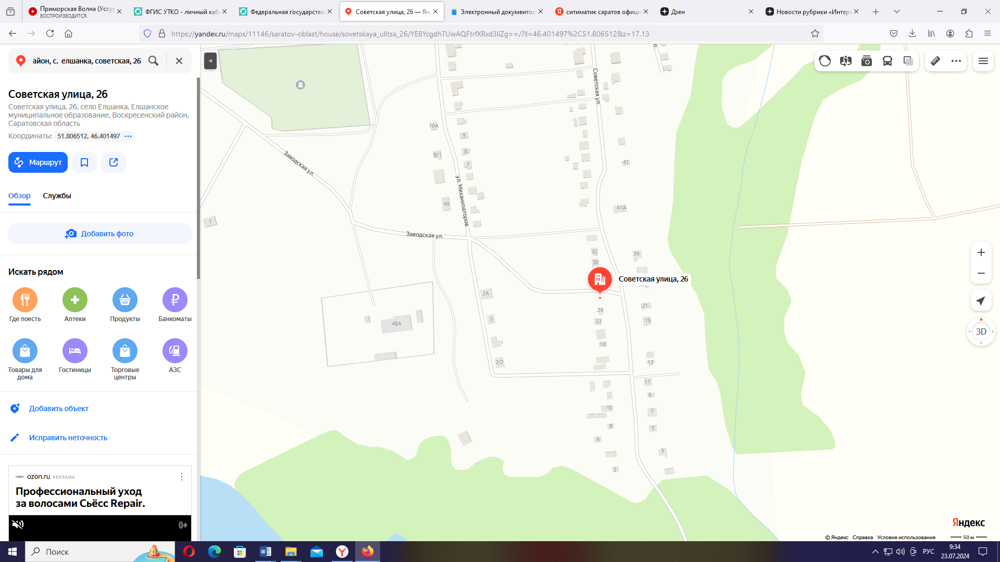 Приморская Волна (Уссур
ВОСПРОИЗВОДИТСЯ
ФГИС УТКО - личный каб
Федеральная государствен
Советская улица, 26 — Ян
Электронный документоо
ситиматик саратов офиц
Дзен
Новости рубрики «Интере
https://yandex.ru/maps/11146/saratov-oblast/house/sovetskaya_ulitsa_26/YE8YcgdhTUwAQFtrfXRxd3liZg==/?ll=46.401497%2C51.806512&z=17.13
айон, с. елшанка, советская, 26
Советская улица, 26
Советская улица, 26, село Елшанка, Елшанское
муниципальное образование, Воскресенский район,
Саратовская область
Координаты: 51.806512, 46.401497
Маршрут
Обзор
Службы
Добавить фото
Искать рядом
Где поесть
Аптеки
Продукты
Банкоматы
Товары для
дома
Гостиницы
Торговые
центры
АЗС
Добавить объект
Исправить неточность
ozon.ru РЕКЛАМА
Профессиональный уход
за волосами Сьёсс Repair.
0+
Советская ул.
10А
9
8/1
8
7
41
Заводская ул.
ул. Механизаторов
48
41А
1
Заводская ул.
32
29
30
Советская улица, 26
2А
21
24
3
22
19
48А
18
2/2
13
11
9
10
7
8
5
6
3
2
3D
Яндекс
© Яндекс Справка Условия использования
50 м
Поиск
РУС
9:34
23.07.2024